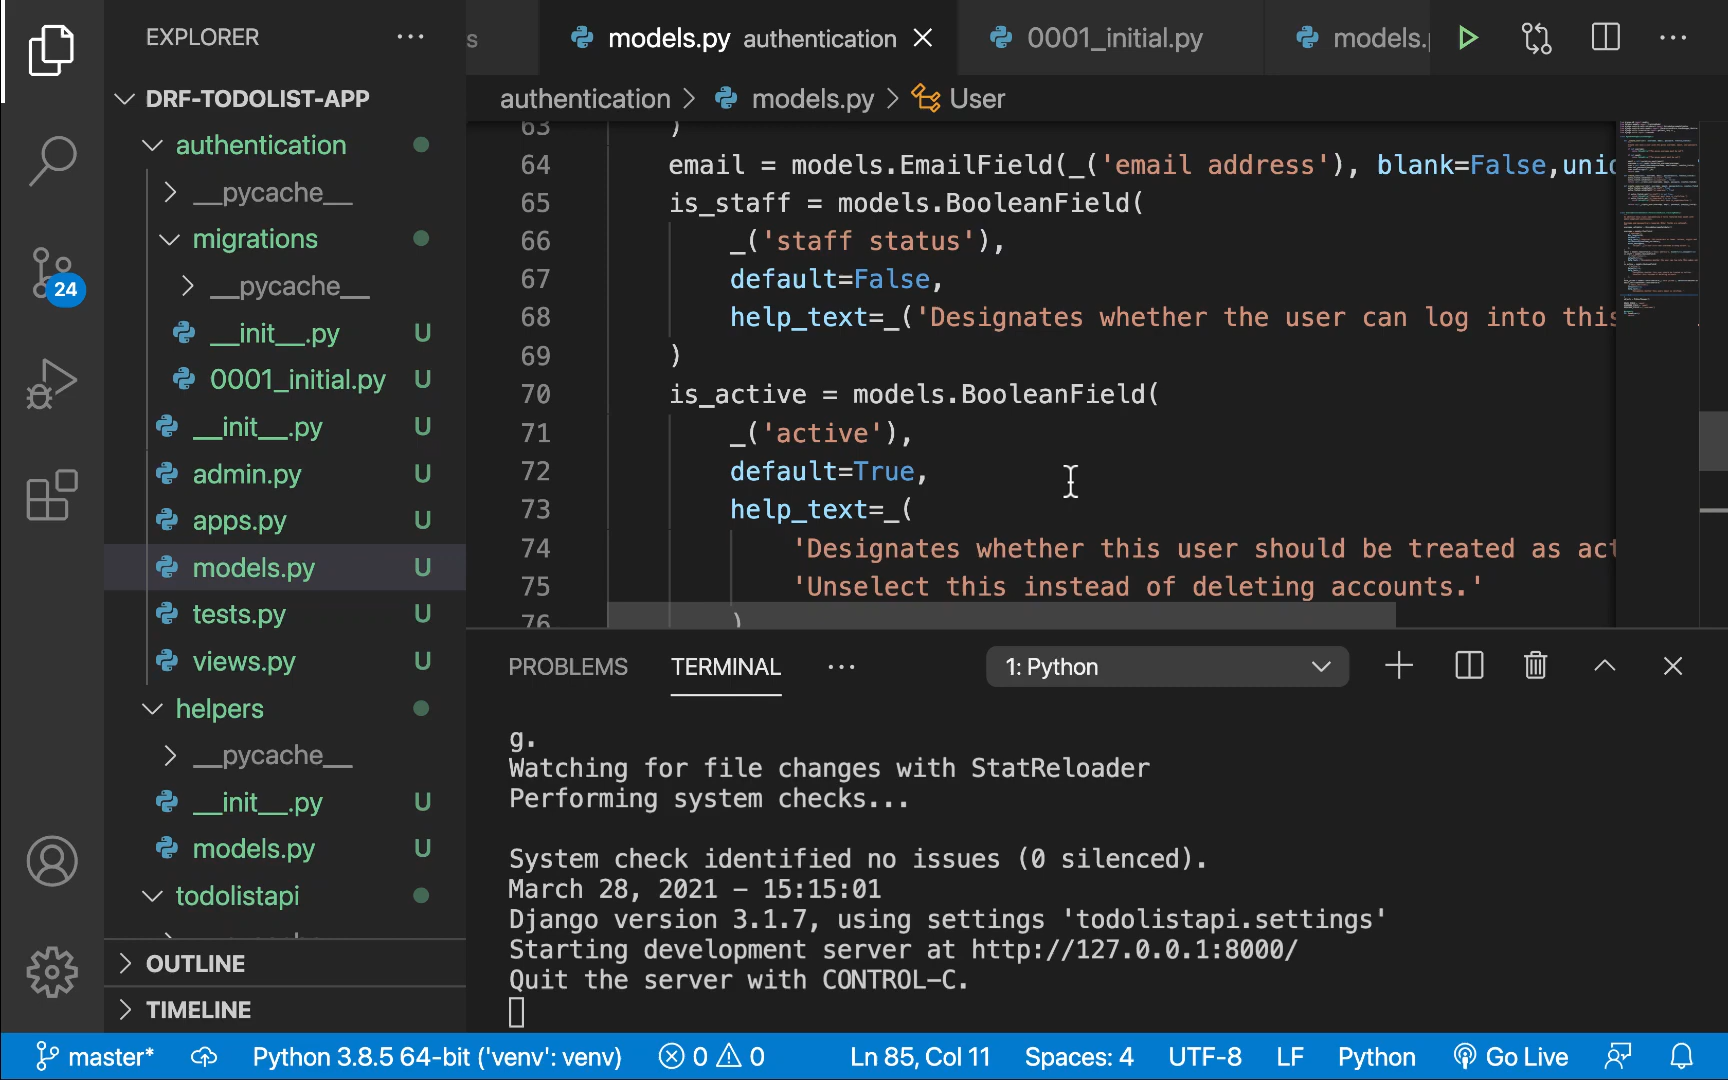 EXPLORER
DRF-TODOLIST-APP
authentication
__pycache__
migrations
__pycache__
__init__.py U
0001_initial.py U
__init__.py U
admin.py U
apps.py U
models.py U
tests.py U
views.py U
helpers
__pycache__
__init__.py U
models.py U
todolistapi
OUTLINE
TIMELINE
24
s
models.py authentication
0001_initial.py
models.
authentication > models.py > User
63 )
64 email = models.EmailField(_('email address'), blank=False,uni
65 is_staff = models.BooleanField(
66 _('staff status'),
67 default=False,
68 help_text=_('Designates whether the user can log into this
69 )
70 is_active = models.BooleanField(
71 _('active'),
72 default=True,
73 help_text=_(
74 'Designates whether this user should be treated as act
75 'Unselect this instead of deleting accounts.'
76 )
PROBLEMS TERMINAL 1: Python
g.
Watching for file changes with StatReloader
Performing system checks...
System check identified no issues (0 silenced).
March 28, 2021 – 15:15:01
Django version 3.1.7, using settings 'todolistapi.settings'
Starting development server at http://127.0.0.1:8000/
Quit the server with CONTROL-C.
master* Python 3.8.5 64-bit ('venv': venv) 0 0 Ln 85, Col 11 Spaces: 4 UTF-8 LF Python Go Live